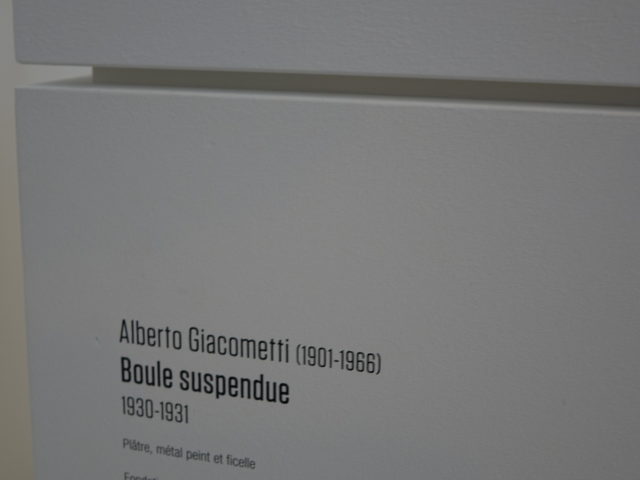 Alberto Giacometti (1901-1966)
Boule suspendue
1930-1931
Plâtre, métal peint et ficelle